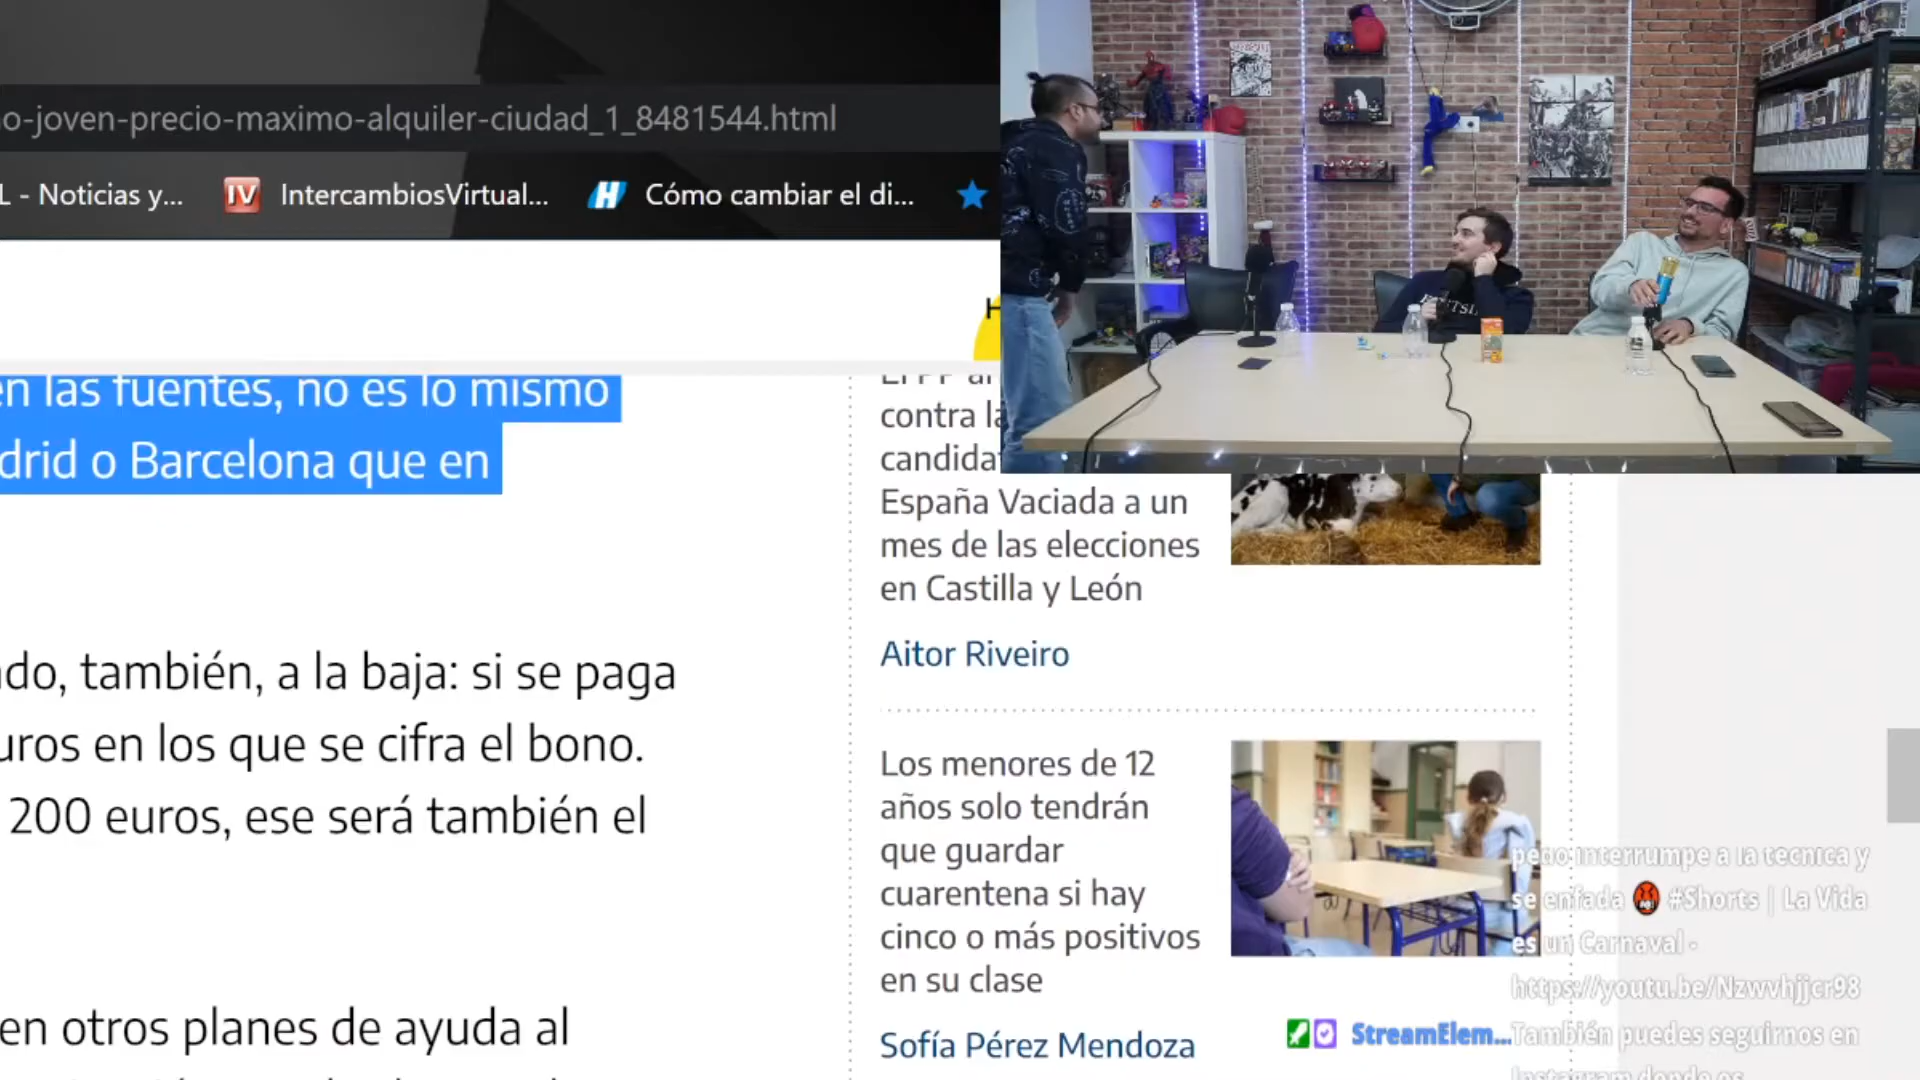 o-joven-precio-maximo-alquiler-ciudad_1_8481544.html
L - Noticias y...
IV
IntercambiosVirtual...
H
Cómo cambiar el di...
H
en las fuentes, no es lo mismo
drid o Barcelona que en
do, también, a la baja: si se paga
uros en los que se cifra el bono.
200 euros, ese será también el
en otros planes de ayuda al
El PP
contra la
candida
España Vaciada a un
mes de las elecciones
en Castilla y León
Aitor Riveiro
Los menores de 12
años solo tendrán
que guardar
cuarentena si hay
cinco o más positivos
en su clase
Sofía Pérez Mendoza
interrumpe a la tecnica y
se enfada #Shorts | La Vida
es un Carnaval -
https://youtu.be/Nzwvhjjcr98
StreamElem...
También puedes seguirnos en
Instagram donde os